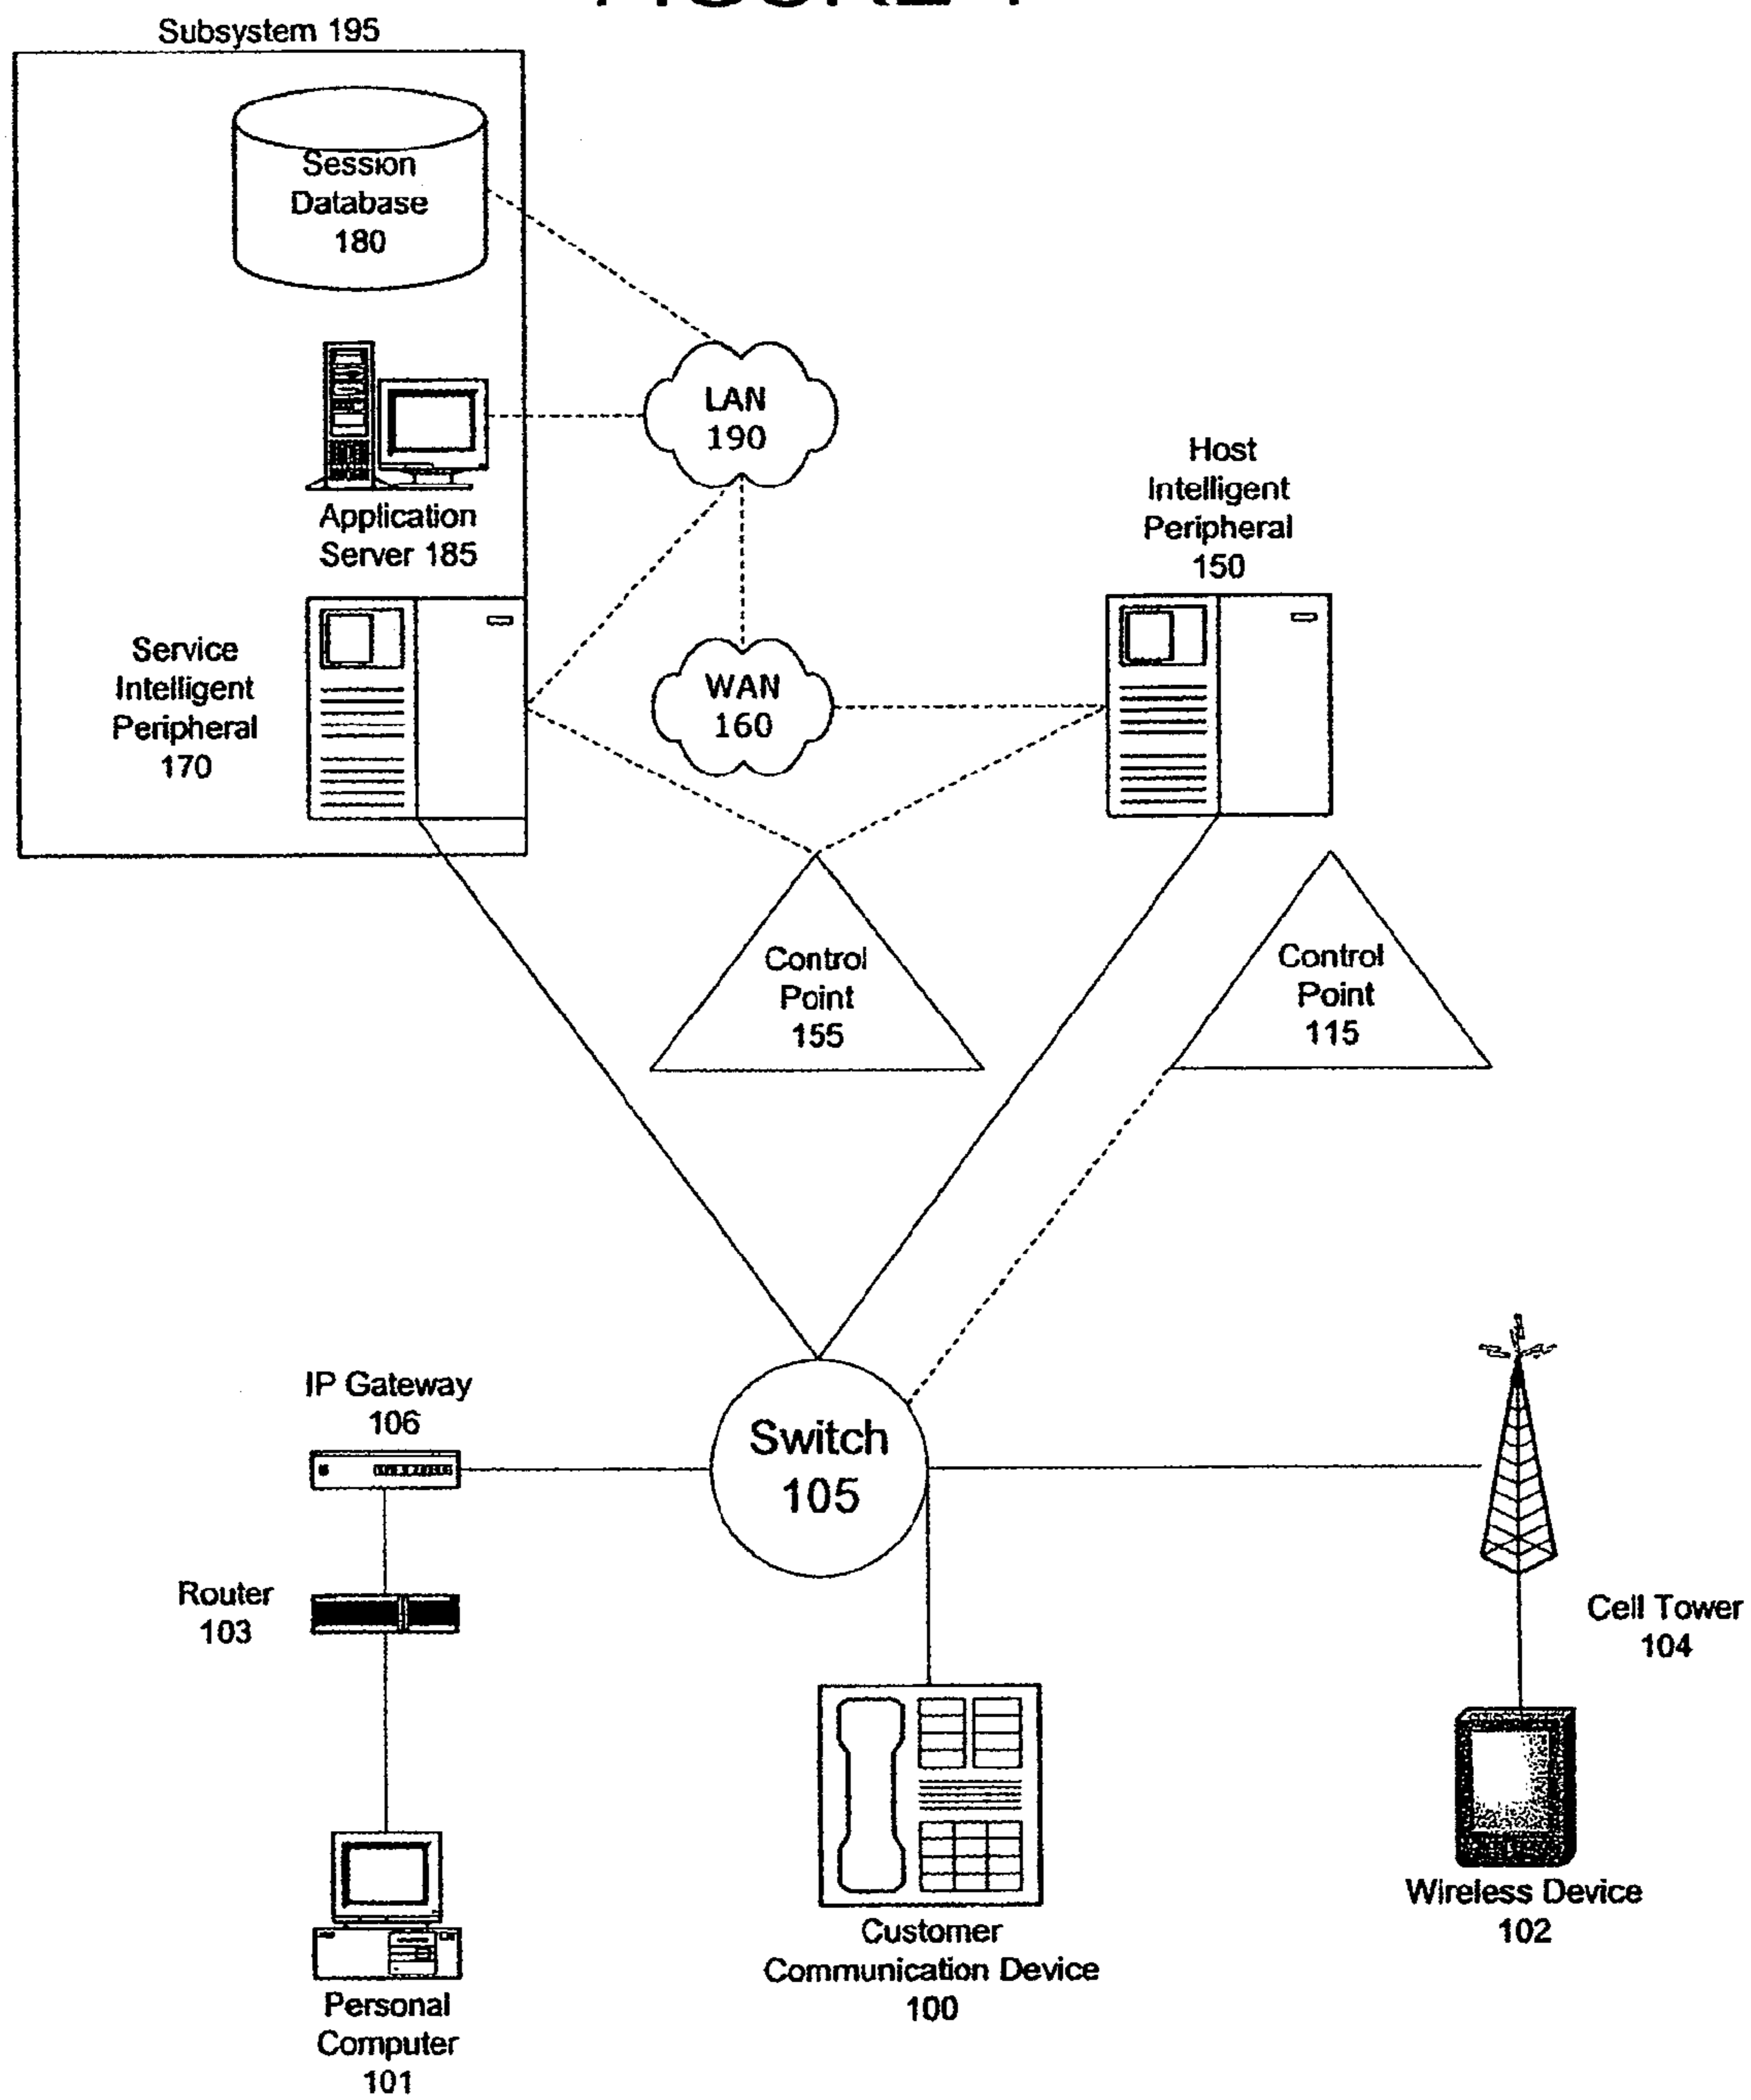 Subsystem 195
Session
Database
180
LAN
190
Host
Intelligent
Peripheral
150
Application
Server 185
Service
Intelligent
Peripheral
170
WAN
160
Control
Point
155
Control
Point
115
IP Gateway
106
Switch
105
Router
103
Cell Tower
104
Wireless Device
102
Customer
Communication Device
100
Personal
Computer
101